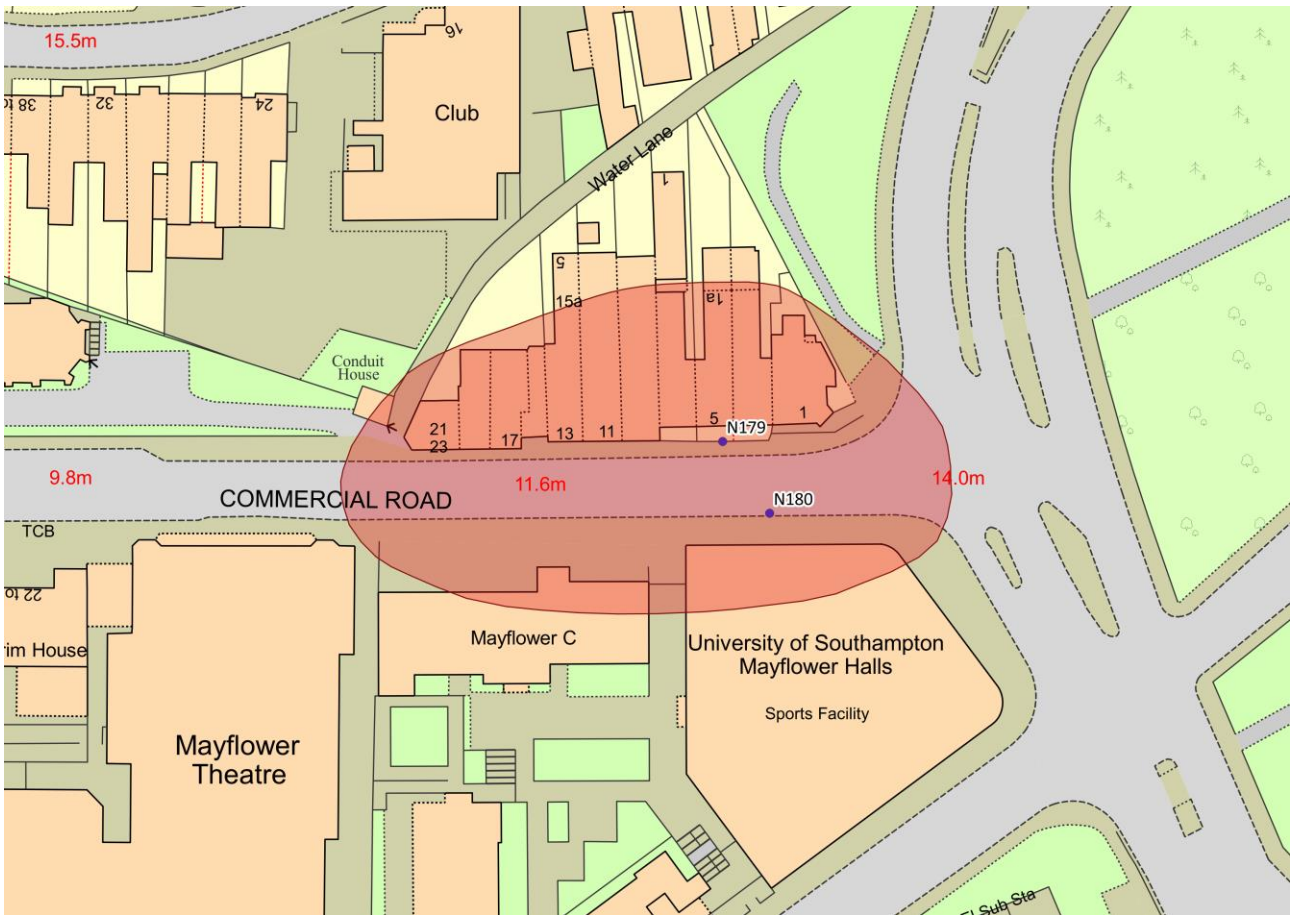 15.5m
16
38 to
32
24
Club
Water Lane
1
5
15a
1a
Conduit
House
21
23
17
13
11
5
1
N179
9.8m
11.6m
14.0m
COMMERCIAL ROAD
N180
TCB
22 to
rim House
Mayflower C
University of Southampton
Mayflower Halls
Sports Facility
Mayflower
Theatre
El Sub Sta